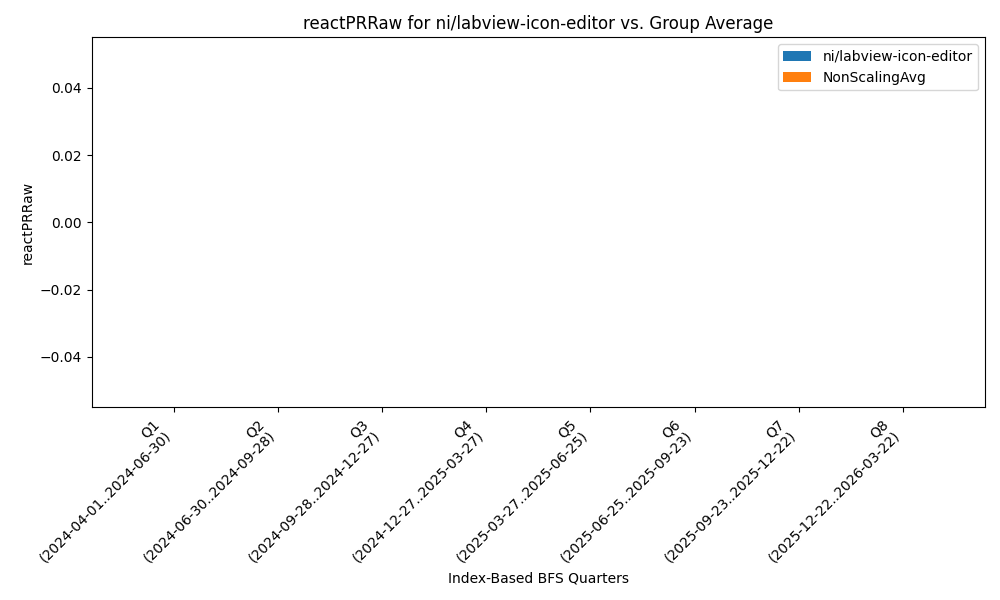 reactPRRaw for ni/labview-icon-editor vs. Group Average
ni/labview-icon-editor
NonScalingAvg
0.04
0.02
0.00
−0.02
−0.04
reactPRRaw
Q1
(2024-04-01..2024-06-30)
Q2
(2024-06-30..2024-09-28)
Q3
(2024-09-28..2024-12-27)
Q4
(2024-12-27..2025-03-27)
Q5
(2025-03-27..2025-06-25)
Q6
(2025-06-25..2025-09-23)
Q7
(2025-09-23..2025-12-22)
Q8
(2025-12-22..2026-03-22)
Index-Based BFS Quarters